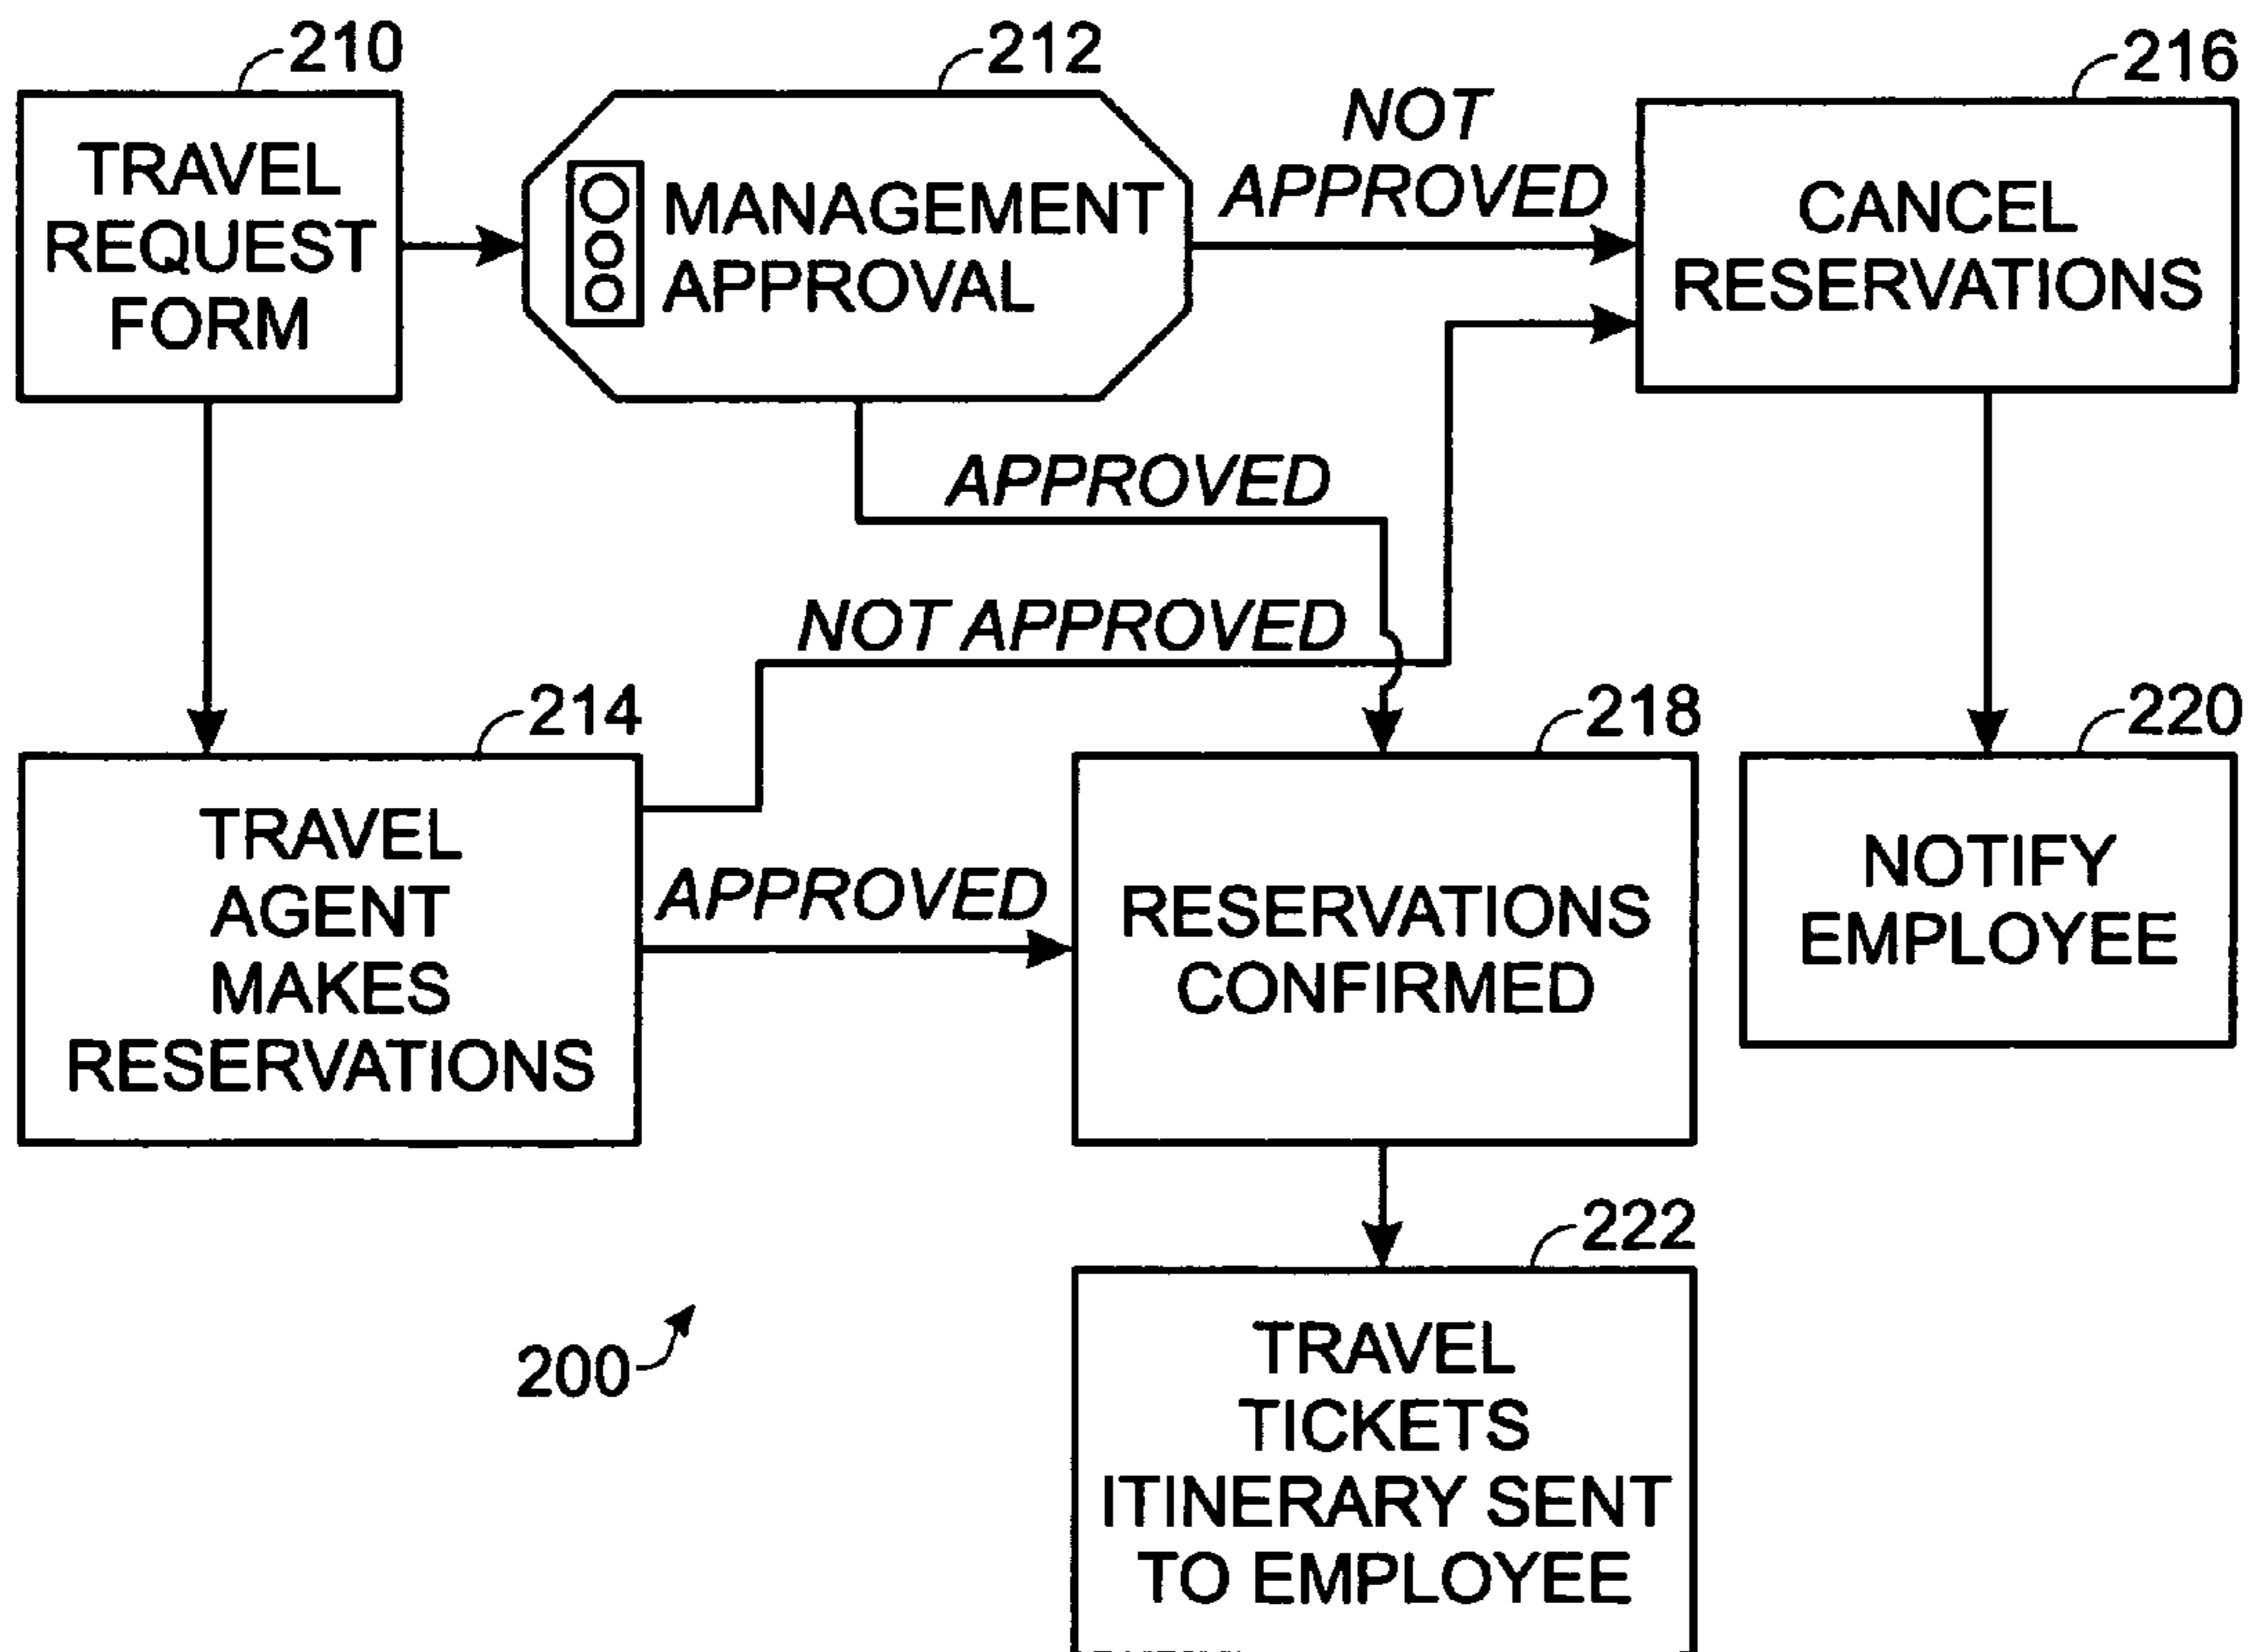 210
TRAVEL
REQUEST
FORM
212
MANAGEMENT
APPROVAL
NOT
APPROVED
216
CANCEL
RESERVATIONS
APPROVED
NOT APPROVED
214
TRAVEL
AGENT
MAKES
RESERVATIONS
APPROVED
218
RESERVATIONS
CONFIRMED
220
NOTIFY
EMPLOYEE
222
TRAVEL
TICKETS
ITINERARY SENT
TO EMPLOYEE
200